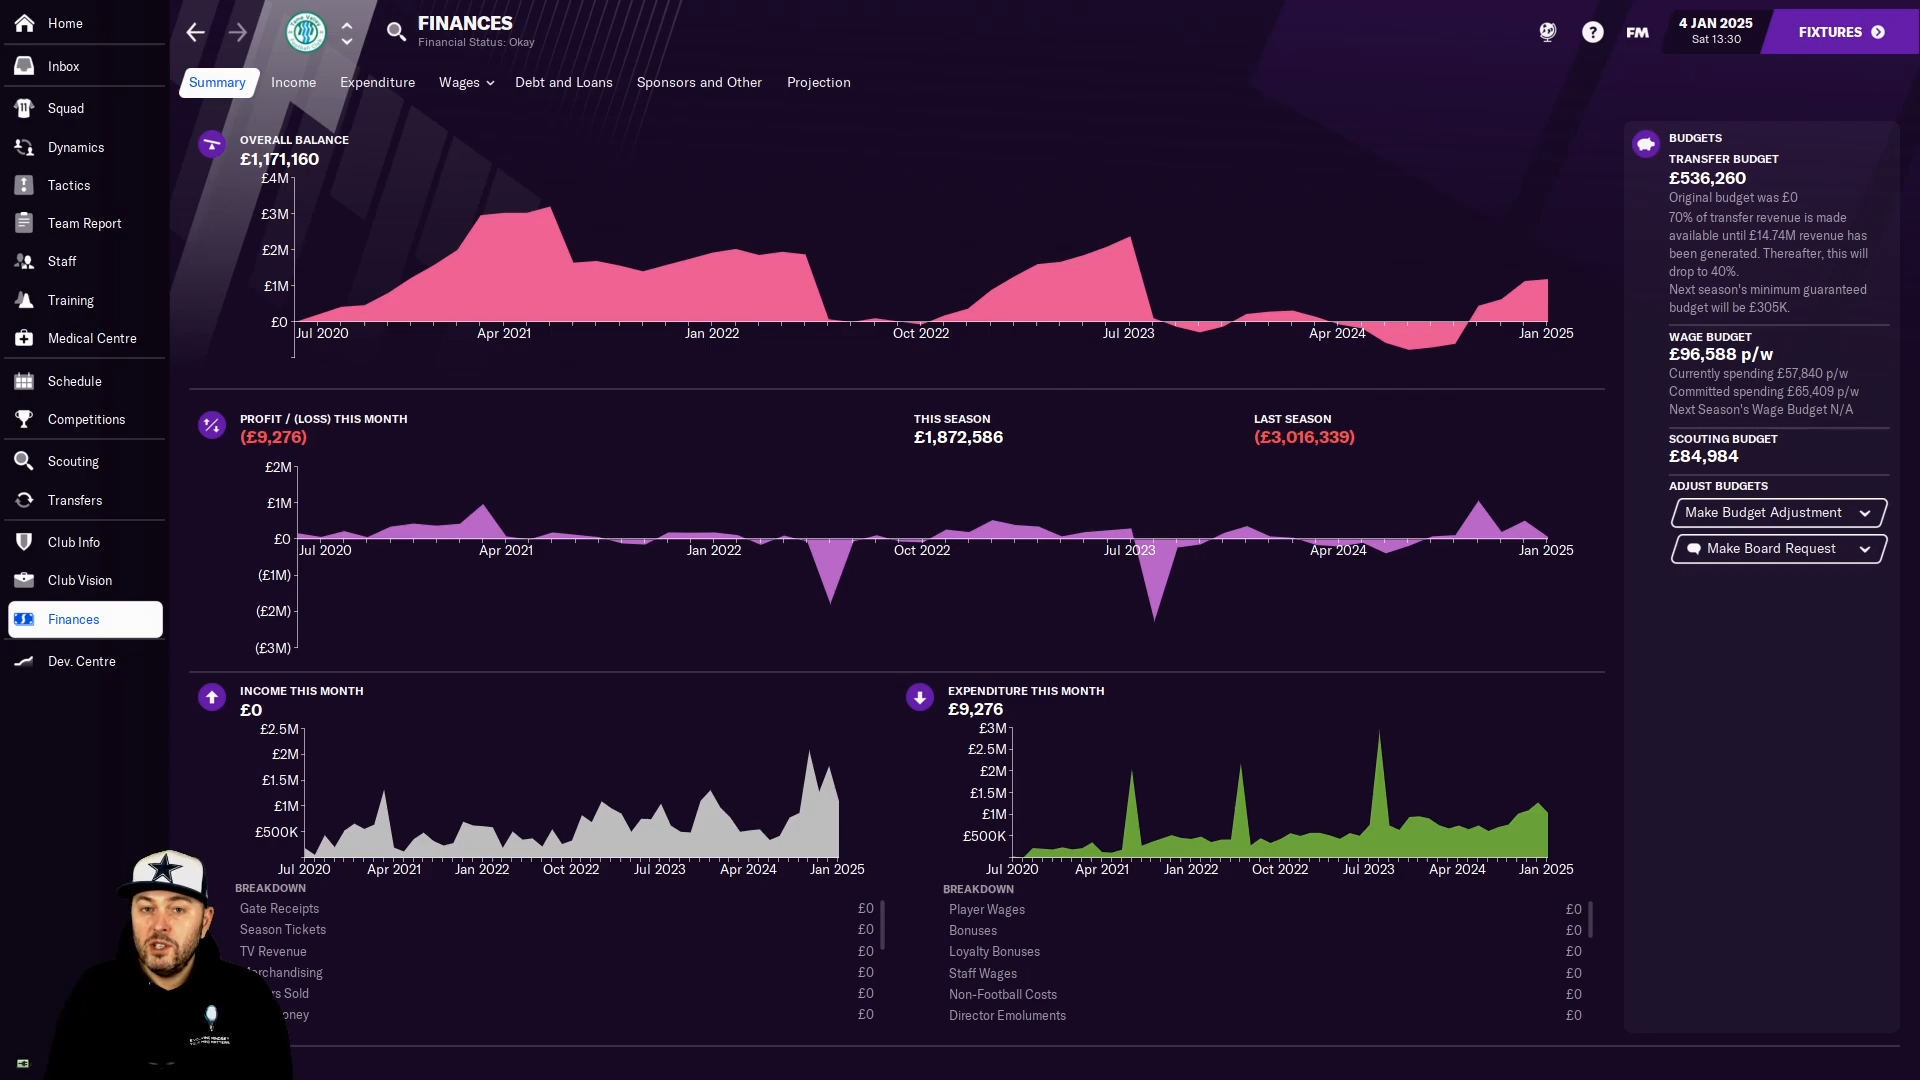 Home
Inbox
Squad
Dynamics
Tactics
Team Report
Staff
Training
Medical Centre
Schedule
Competitions
Scouting
Transfers
Club Info
Club Vision
Finances
Dev. Centre
FINANCES
Financial Status: Okay
FM
4 JAN 2025
Sat 13:30
FIXTURES
Summary
Income
Expenditure
Wages
Debt and Loans
Sponsors and Other
Projection
OVERALL BALANCE
£1,171,160
£4M
£3M
£2M
£1M
£0
Jul 2020 Apr 2021 Jan 2022 Oct 2022 Jul 2023 Apr 2024 Jan 2025
PROFIT / (LOSS) THIS MONTH
(£9,276)
THIS SEASON
£1,872,586
LAST SEASON
(£3,016,339)
£2M
£1M
£0
(£1M)
(£2M)
(£3M)
Jul 2020 Apr 2021 Jan 2022 Oct 2022 Jul 2023 Apr 2024 Jan 2025
INCOME THIS MONTH
£0
£2.5M
£2M
£1.5M
£1M
£500K
Jul 2020 Apr 2021 Jan 2022 Oct 2022 Jul 2023 Apr 2024 Jan 2025
BREAKDOWN
Gate Receipts £0
Season Tickets £0
TV Revenue £0
erchandising £0
rs Sold £0
oney £0
EXPENDITURE THIS MONTH
£9,276
£3M
£2.5M
£2M
£1.5M
£1M
£500K
Jul 2020 Apr 2021 Jan 2022 Oct 2022 Jul 2023 Apr 2024 Jan 2025
BREAKDOWN
Player Wages £0
Bonuses £0
Loyalty Bonuses £0
Staff Wages £0
Non-Football Costs £0
Director Emoluments £0
BUDGETS
TRANSFER BUDGET
£536,260
Original budget was £0
70% of transfer revenue is made
available until £14.74M revenue has
been generated. Thereafter, this will
drop to 40%.
Next season's minimum guaranteed
budget will be £305K.
WAGE BUDGET
£96,588 p/w
Currently spending £57,840 p/w
Committed spending £65,409 p/w
Next Season's Wage Budget N/A
SCOUTING BUDGET
£84,984
ADJUST BUDGETS
Make Budget Adjustment
Make Board Request